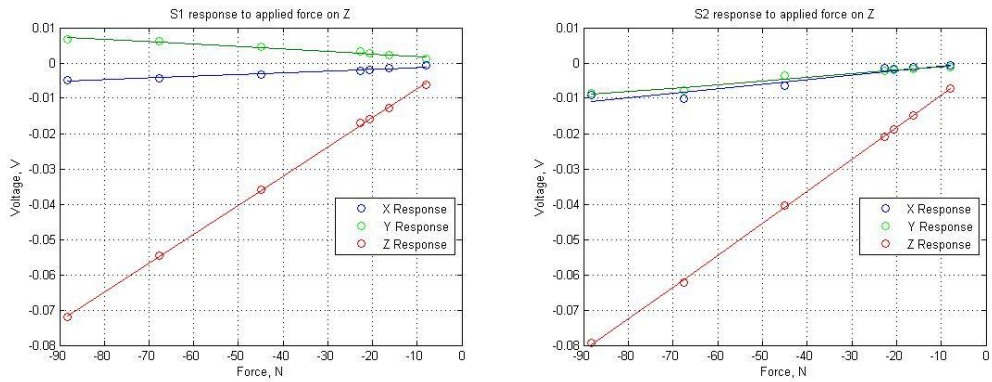 S1 response to applied force on Z
0.01
0
-0.01
-0.02
-0.03
-0.04
-0.05
-0.06
-0.07
-0.08
Voltage, V
X Response
Y Response
Z Response
-90 -80 -70 -60 -50 -40 -30 -20 -10 0
Force, N
S2 response to applied force on Z
0.01
0
-0.01
-0.02
-0.03
-0.04
-0.05
-0.06
-0.07
-0.08
Voltage, V
X Response
Y Response
Z Response
-90 -80 -70 -60 -50 -40 -30 -20 -10 0
Force, N